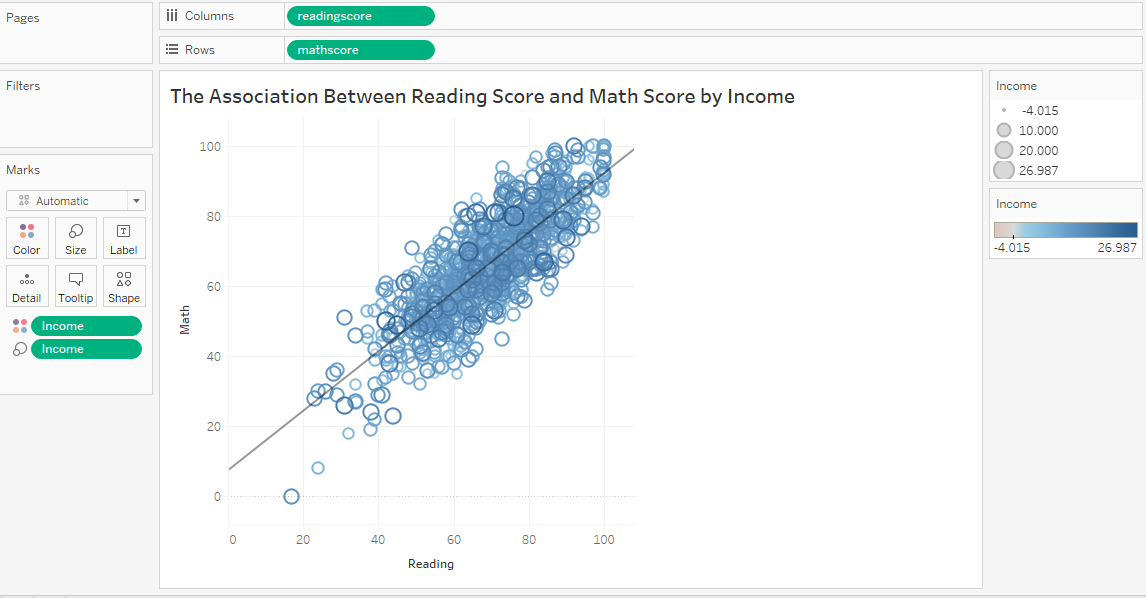 Pages
Columns
readingscore
Rows
mathscore
Filters
Marks
Automatic
Color
Size
Label
Detail
Tooltip
Shape
Income
Income
The Association Between Reading Score and Math Score by Income
100
80
60
40
20
0
Math
0 20 40 60 80 100
Reading
Income
-4.015
10.000
20.000
26.987
Income
-4.015 26.987